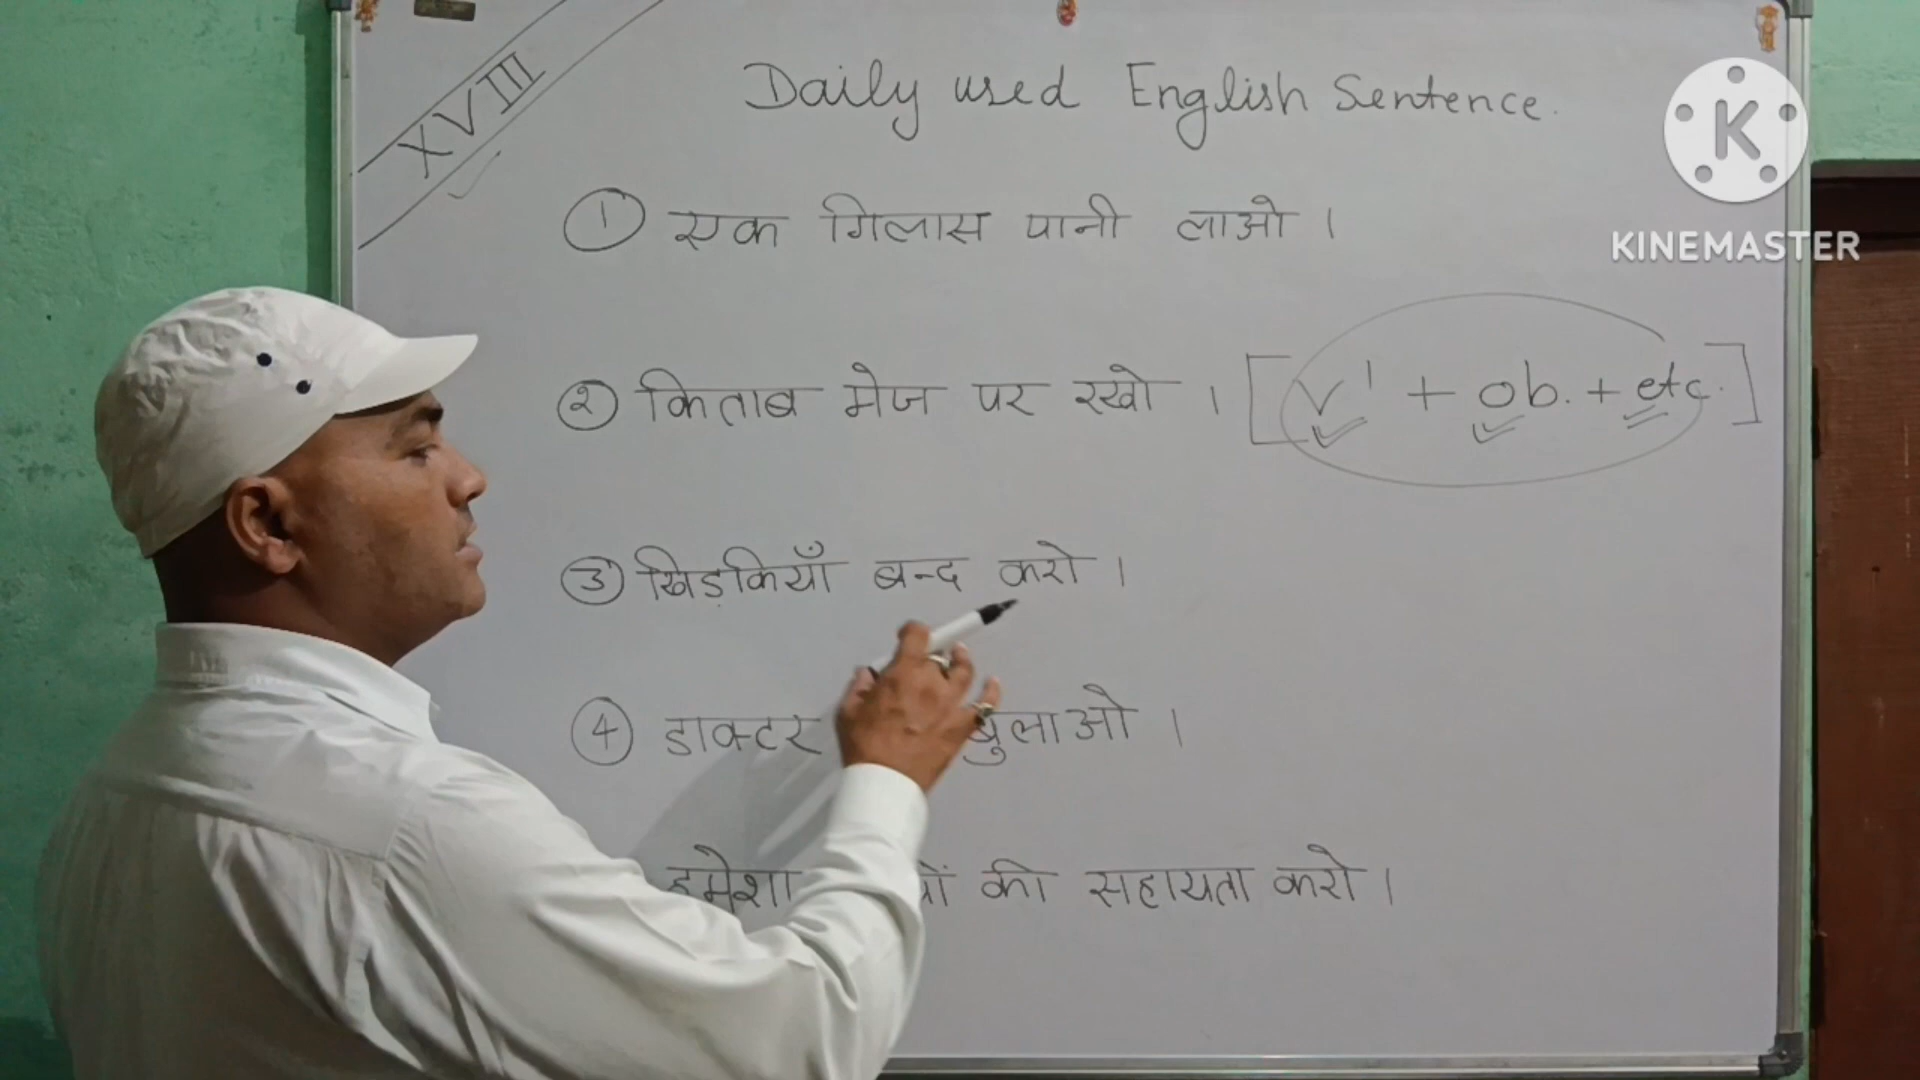 XVIII
Daily used English Sentence.
① एक गिलास पानी लाओ ।
② किताब मेज पर रखो । [V¹ + ob. + etc.]
③ खिड़कियाँ बन्द करो ।
④ डाक्टर बुलाओ ।
हमेशा की सहायता करो ।
K
KINEMASTER